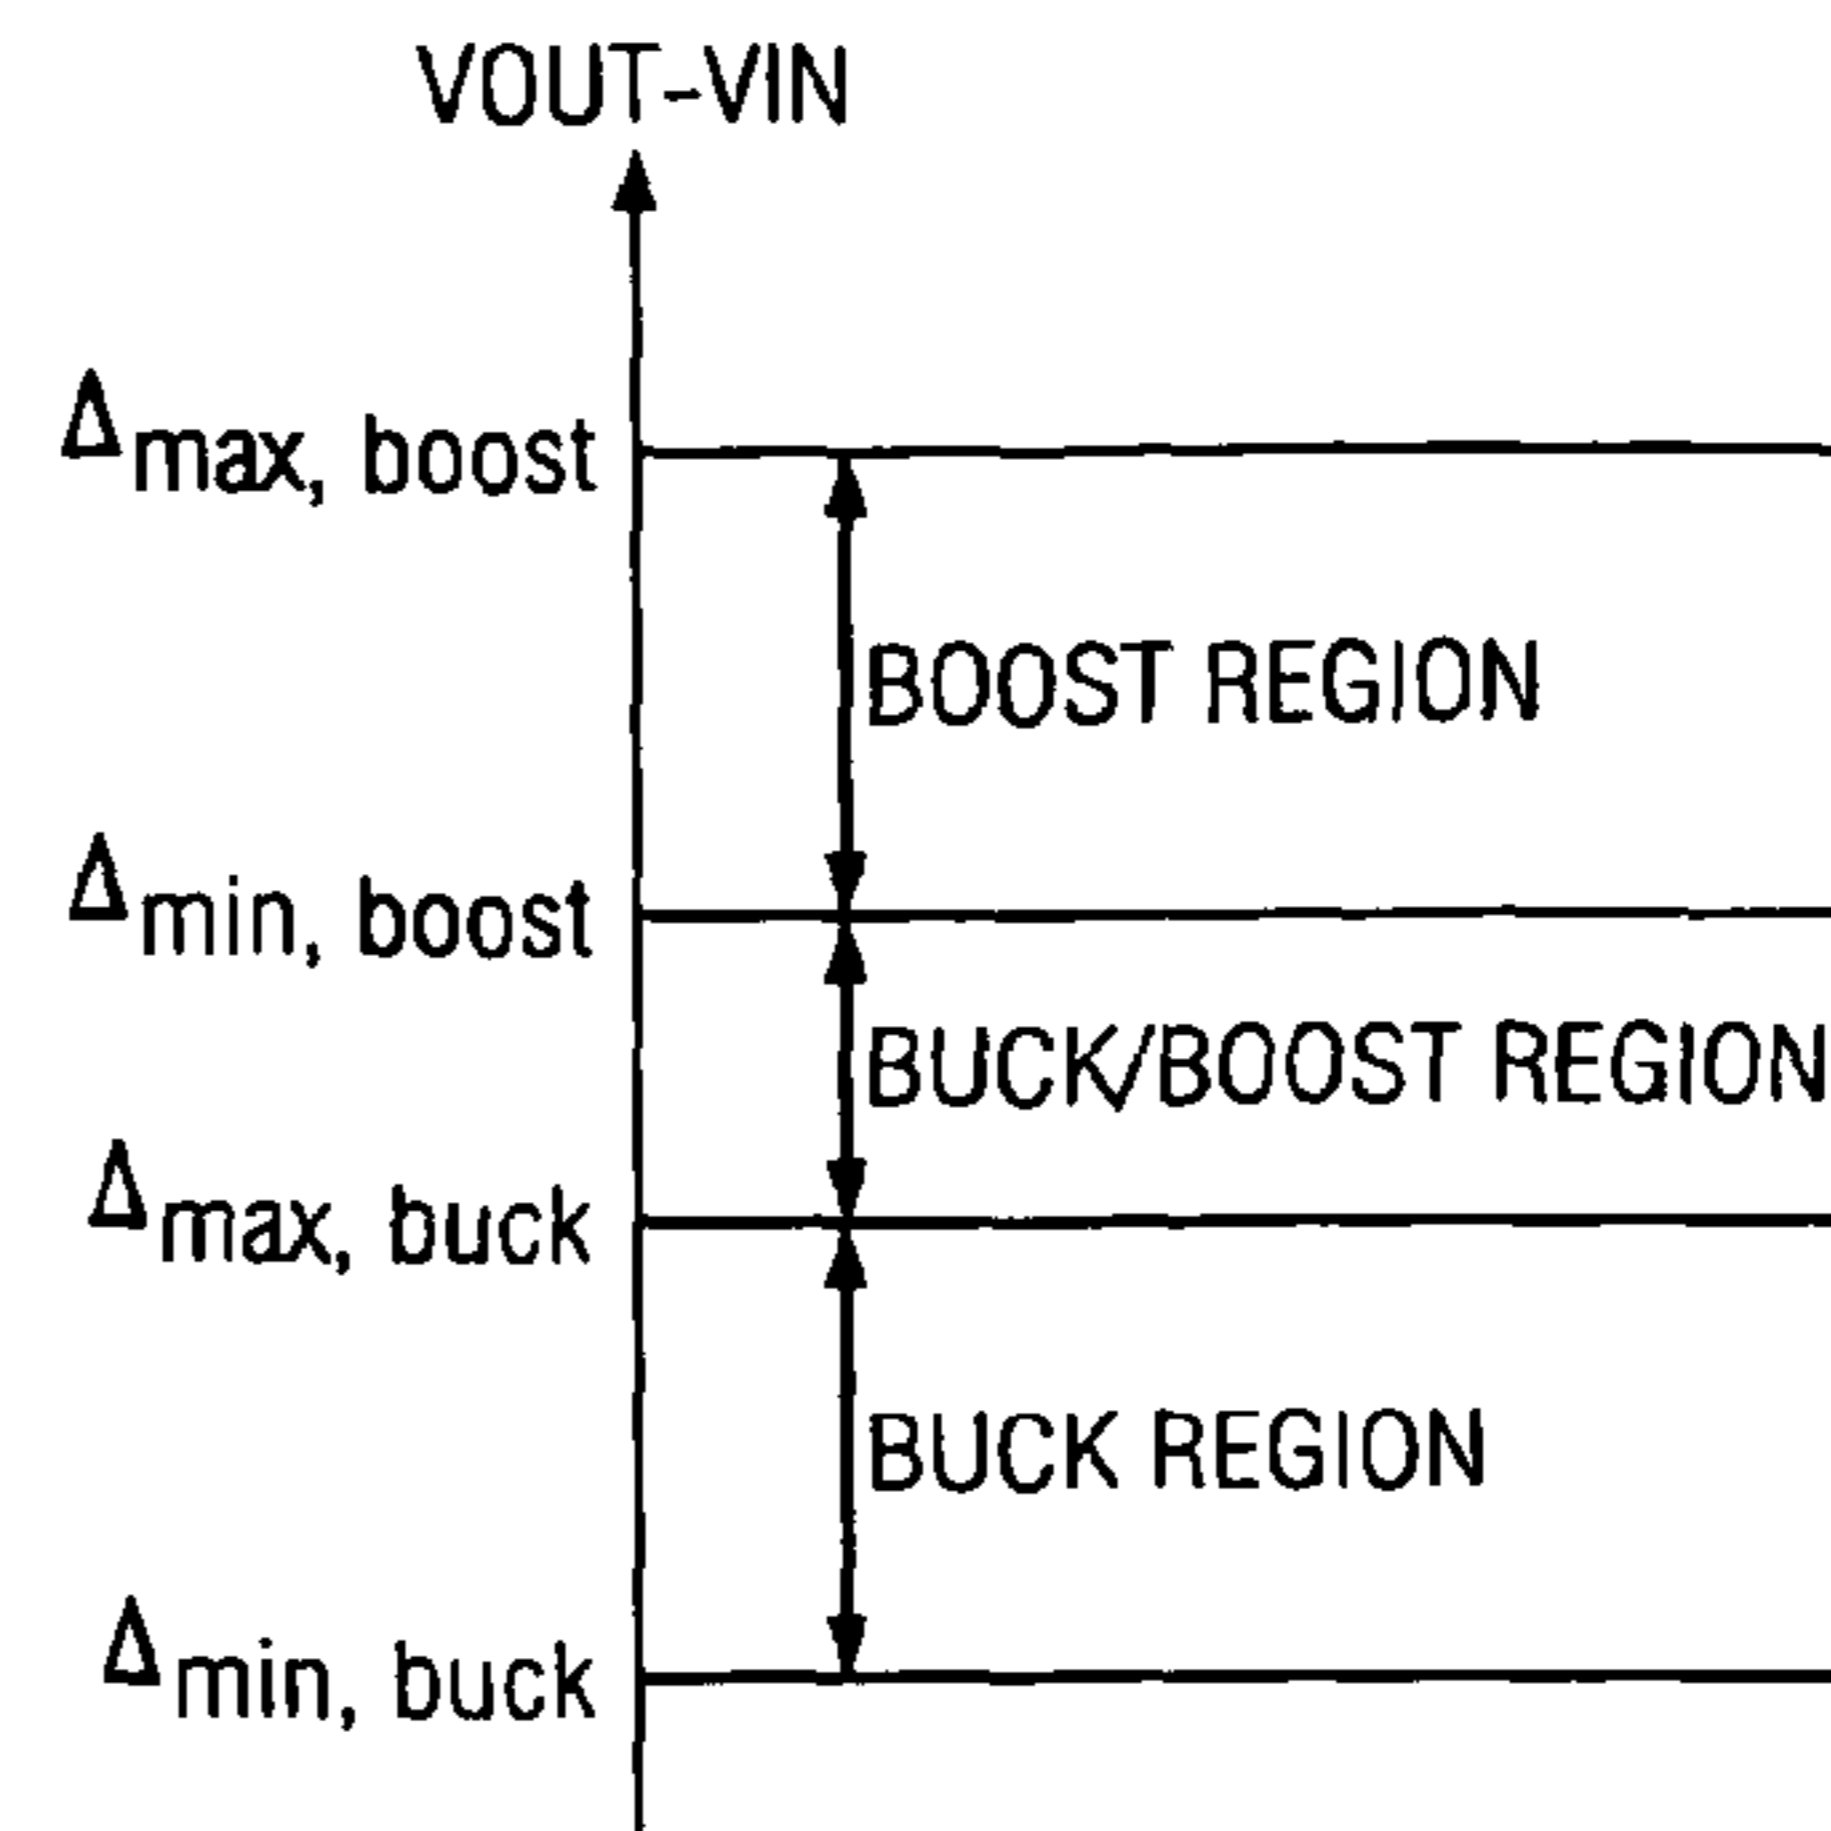 VOUT-VIN
Δmax, boost
BOOST REGION
Δmin, boost
BUCK/BOOST REGION
Δmax, buck
BUCK REGION
Δmin, buck